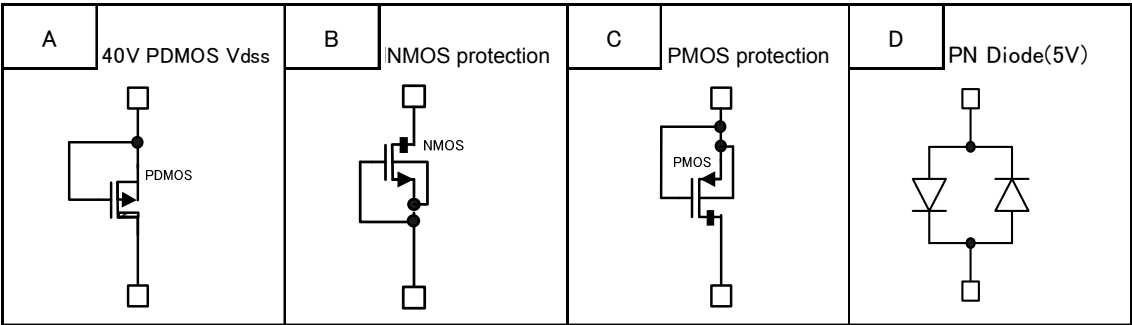 A
40V PDMOS Vdss
PDMOS
B
NMOS protection
NMOS
C
PMOS protection
PMOS
D
PN Diode(5V)